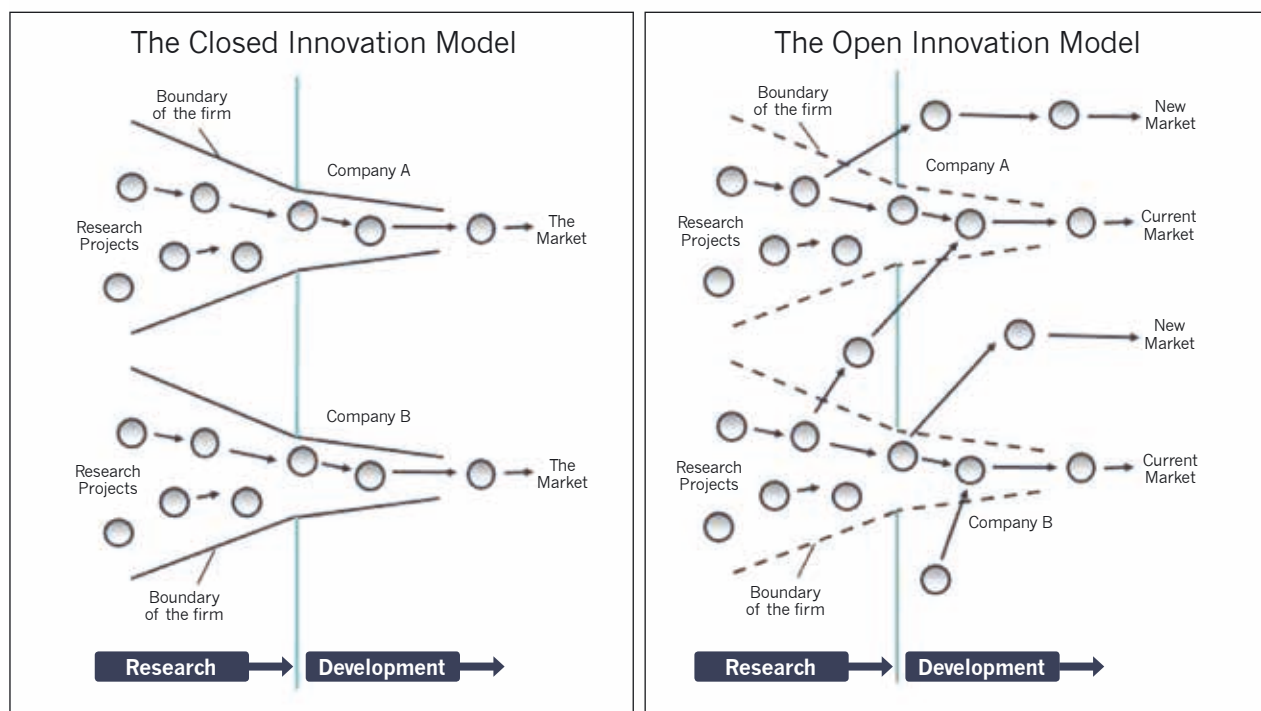 The Closed Innovation Model
Boundary
of the firm
Company A
Research
Projects
The
Market
Company B
Research
Projects
The
Market
Boundary
of the firm
Research
Development
The Open Innovation Model
Boundary
of the firm
New
Market
Company A
Research
Projects
Current
Market
New
Market
Research
Projects
Current
Market
Company B
Boundary
of the firm
Research
Development